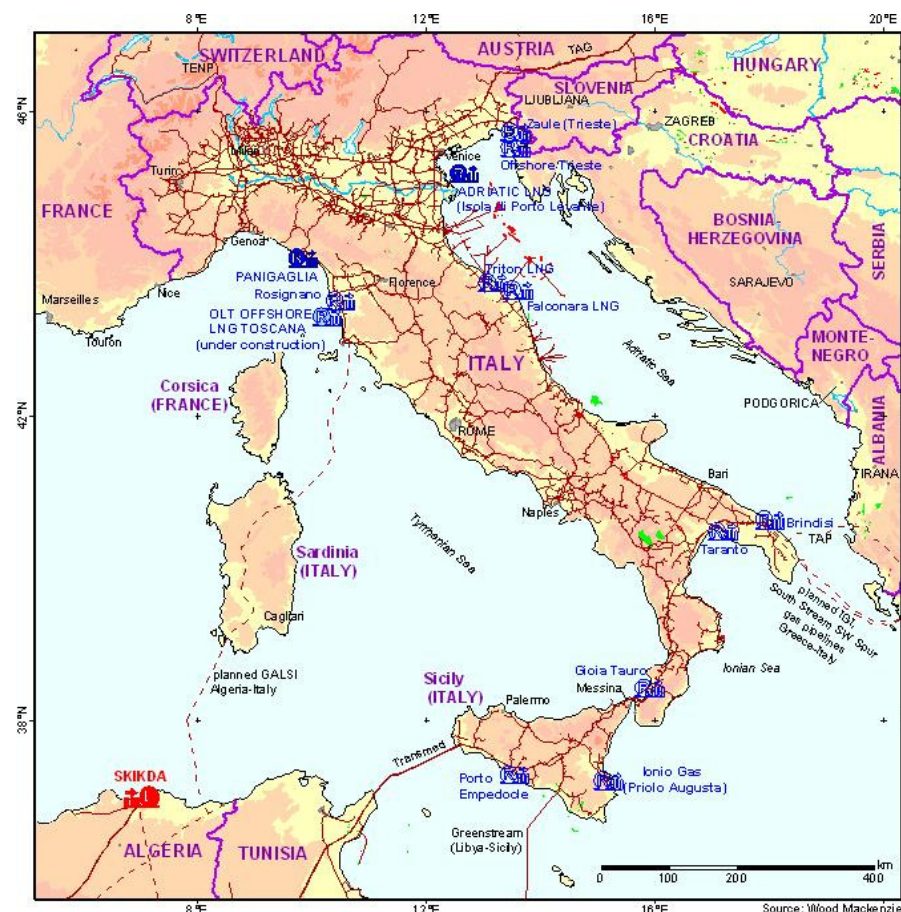 8°E
12°E
16°E
20°E
SWITZERLAND
AUSTRIA
TAG
HUNGARY
TENP
SLOVENIA
LJUBLJANA
46°N
Zaule (Trieste)
ZAGREB
CROATIA
Milan
Venice
Offshore Trieste
Turin
ADRIATIC LNG
(Isola di Porto Levante)
FRANCE
BOSNIA-
HERZEGOVINA
SERBIA
Genoa
PANIGAGLIA
Florence
Triton LNG
SARAJEVO
Marseilles
Nice
Rosignano
Falconara LNG
OLT OFFSHORE
LNG TOSCANA
(under construction)
Toulon
MONTE-
NEGRO
ITALY
Adriatic Sea
Corsica
(FRANCE)
PODGORICA
ALBANIA
42°N
ROME
Bari
TIRANA
Naples
Brindisi
TAP
Taranto
Tyrrhenian Sea
Sardinia
(ITALY)
planned IGI,
South Stream SW Spur
gas pipelines
Greece-Italy
Cagliari
planned GALSI
Algeria-Italy
Gioia Tauro
Ionian Sea
Sicily
(ITALY)
Messina
Palermo
38°N
Transmed
SKIKDA
Porto
Empedocle
Ionio Gas
(Priolo Augusta)
Greenstream
(Libya-Sicily)
ALGERIA
TUNISIA
km
0
100
200
400
8°E
12°E
16°E
20°E
Source: Wood Mackenzie